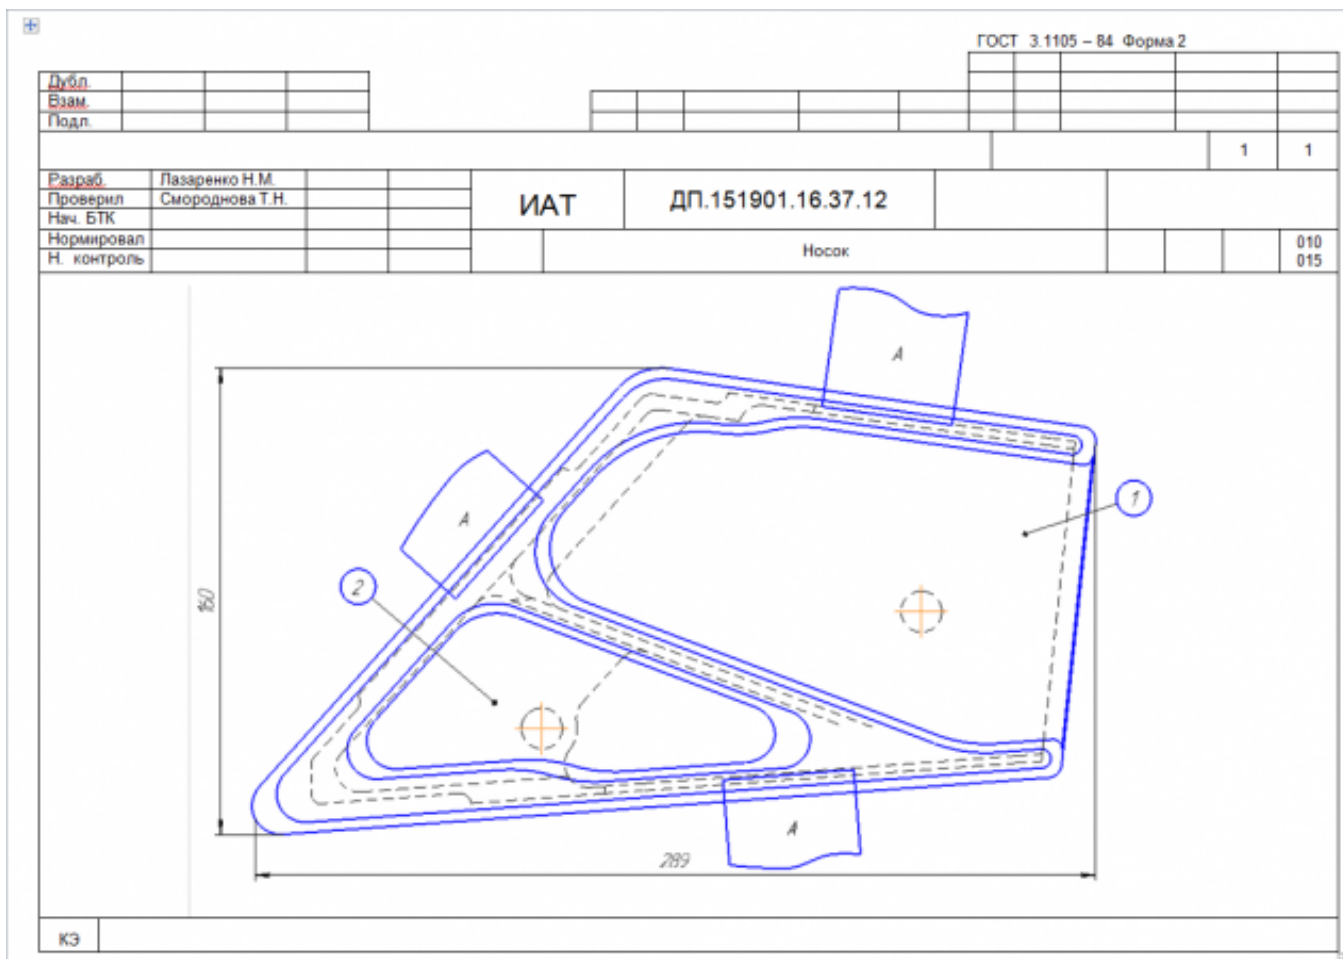 ГОСТ 3.1105 – 84 Форма 2
Дубл.
Взам.
Подл.
1 1
Разраб. Лазаренко Н.М.
Проверил Смороднова Т.Н.
Нач. БТК
ИАТ ДП.151901.16.37.12
Нормировал
Н. контроль
Носок
010
015
А
А
1
2
160
А
289
КЭ